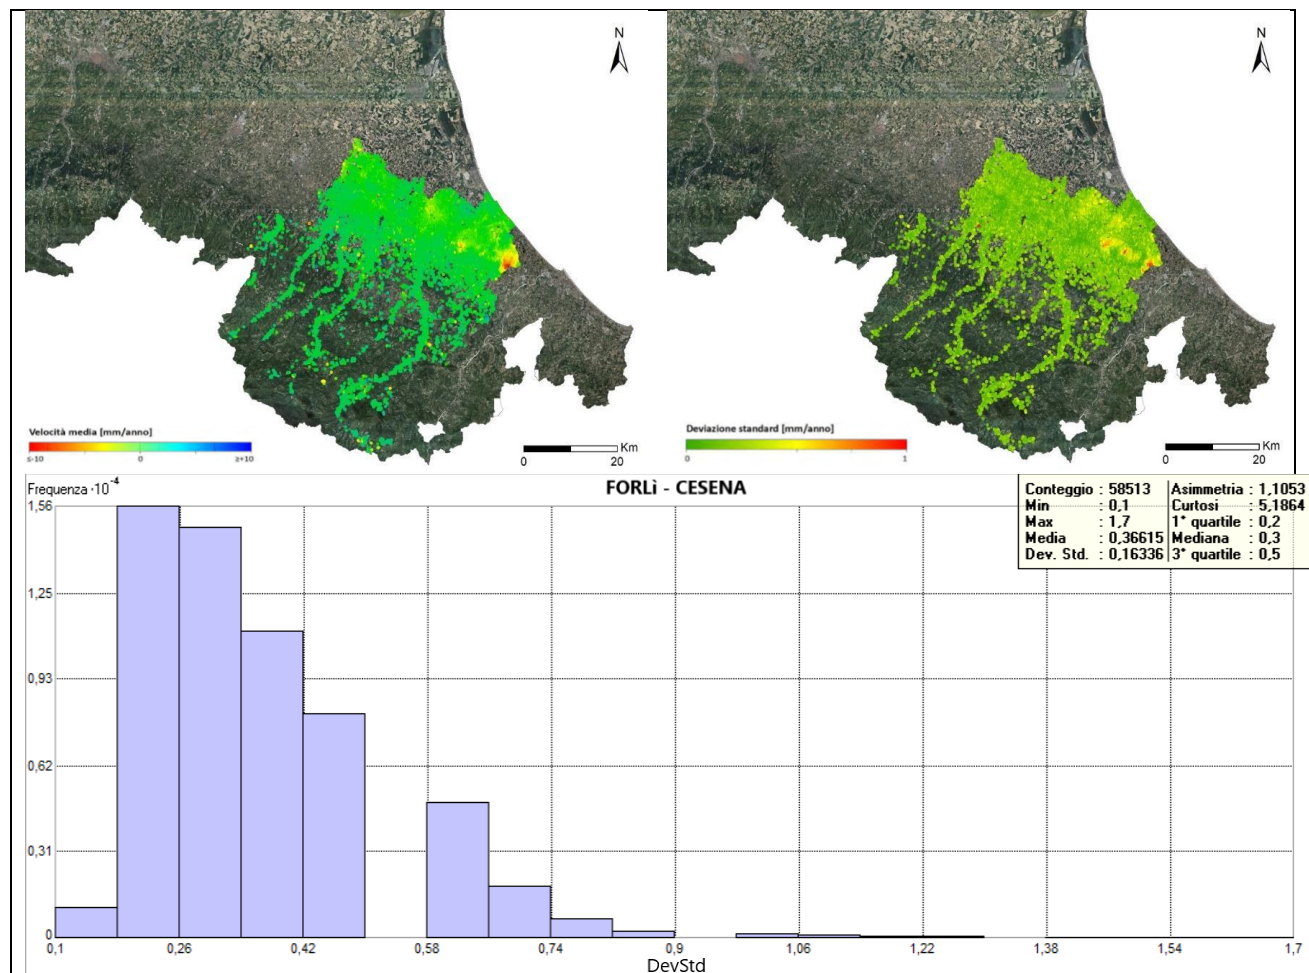 N
N
Velocità media [mm/anno]
≤-10 0 ≥+10
Km
0 20
Deviazione standard [mm/anno]
0 1
Km
0 20
Frequenza ·10⁻⁴
FORLì - CESENA
Conteggio : 58513 Asimmetria : 1,1053
Min : 0,1 Curtosi : 5,1864
Max : 1,7 1° quartile : 0,2
Media : 0,36615 Mediana : 0,3
Dev. Std. : 0,16336 3° quartile : 0,5
1,56
1,25
0,93
0,62
0,31
0
0,1 0,26 0,42 0,58 0,74 0,9 1,06 1,22 1,38 1,54 1,7
DevStd